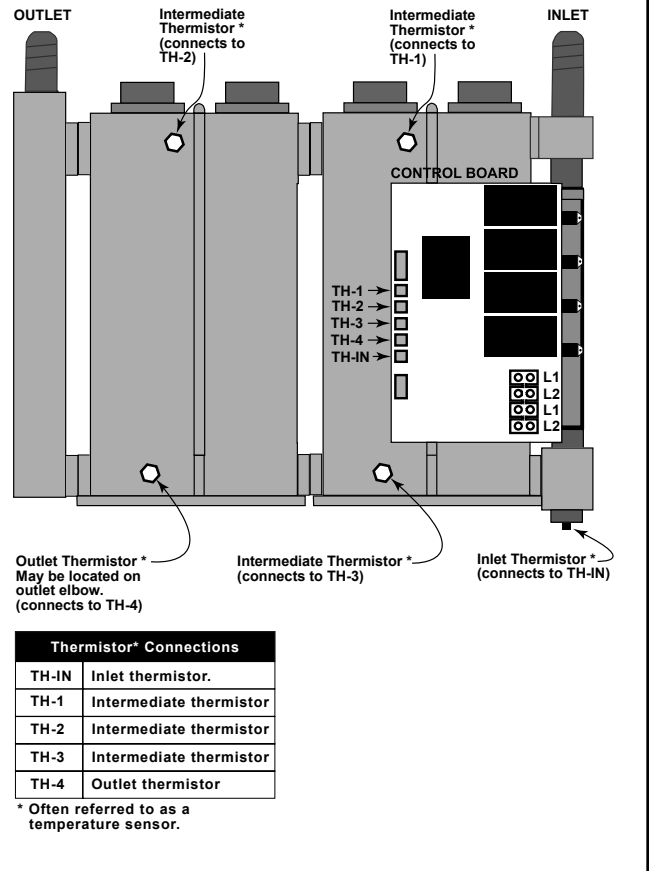 OUTLET
Intermediate
Thermistor *
(connects to
TH-2)
Intermediate
Thermistor *
(connects to
TH-1)
INLET
CONTROL BOARD
TH-1
TH-2
TH-3
TH-4
TH-IN
L1
L2
L1
L2
Outlet Thermistor *
May be located on
outlet elbow.
(connects to TH-4)
Intermediate Thermistor *
(connects to TH-3)
Inlet Thermistor *
(connects to TH-IN)
Thermistor* Connections
TH-IN Inlet thermistor.
TH-1 Intermediate thermistor
TH-2 Intermediate thermistor
TH-3 Intermediate thermistor
TH-4 Outlet thermistor
* Often referred to as a
temperature sensor.